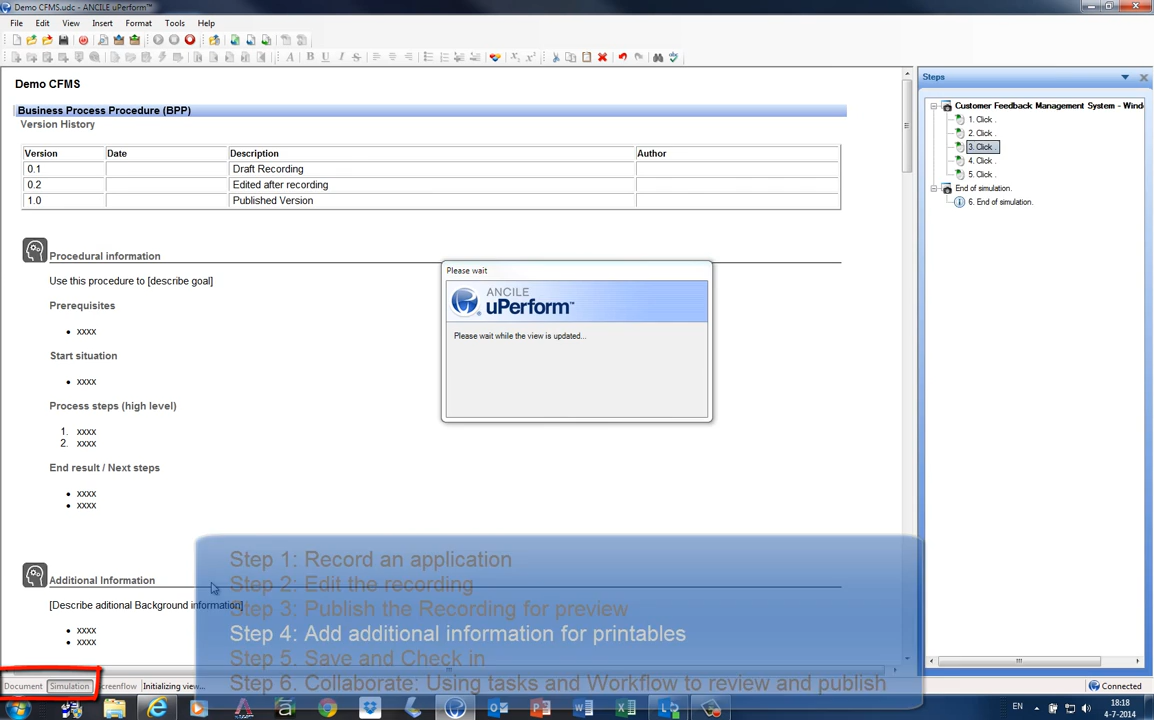 Demo CFMS.udc - ANCILE uPerform™
File Edit View Insert Format Tools Help
Demo CFMS
Business Process Procedure (BPP)
Version History
Version Date Description Author
0.1 Draft Recording
0.2 Edited after recording
1.0 Published Version
Procedural information
Use this procedure to [describe goal]
Prerequisites
• xxxx
Start situation
• xxxx
Process steps (high level)
1. xxxx
2. xxxx
End result / Next steps
• xxxx
• xxxx
Additional Information
[Describe aditional Background information]
• xxxx
• xxxx
Please wait
ANCILE
uPerform™
Please wait while the view is updated...
Steps
Customer Feedback Management System - Wind
1. Click .
2. Click .
3. Click .
4. Click .
5. Click .
End of simulation.
6. End of simulation.
Step 1: Record an application
Step 2: Edit the recording
Step 3: Publish the Recording for preview
Step 4: Add additional information for printables
Step 5. Save and Check in
Step 6. Collaborate: Using tasks and Workflow to review and publish
Document Simulation creenflow Initializing view...
Connected
EN 18:18
4-7-2014